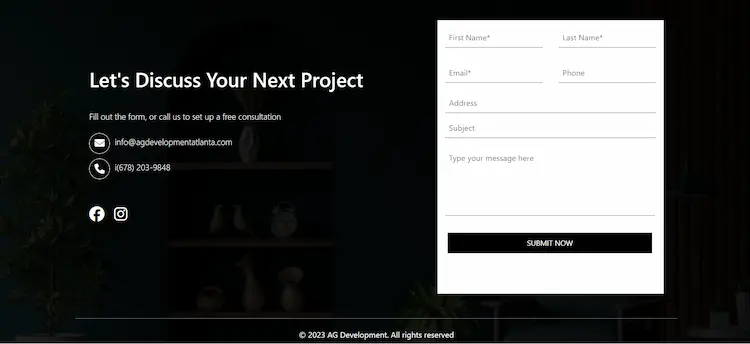 Let's Discuss Your Next Project
Fill out the form, or call us to set up a free consultation
info@agdevelopmentatlanta.com
i(678) 203-9848
First Name*
Last Name*
Email*
Phone
Address
Subject
Type your message here
SUBMIT NOW
© 2023 AG Development. All rights reserved